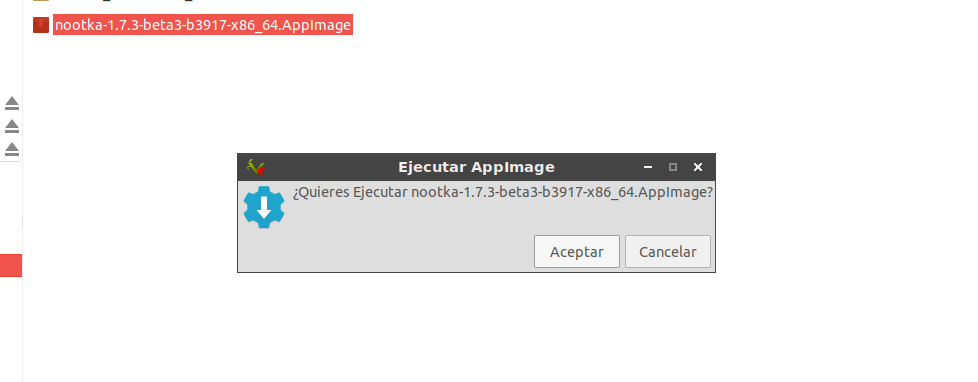 nootka-1.7.3-beta3-b3917-x86_64.AppImage
Ejecutar AppImage
¿Quieres Ejecutar nootka-1.7.3-beta3-b3917-x86_64.AppImage?
Aceptar
Cancelar